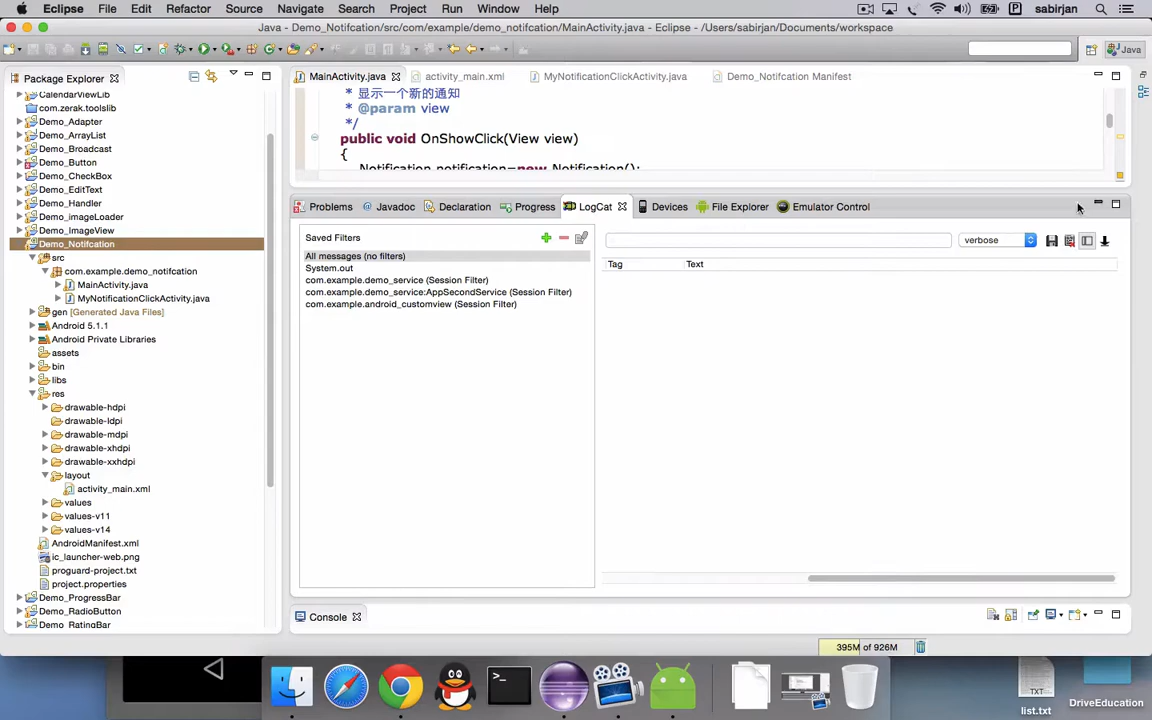 Eclipse File Edit Source Refactor Navigate Search Project Run Window Help sabirjan
Java - Demo_Notifcation/src/com/example/demo_notifcation/MainActivity.java - Eclipse - /Users/sabirjan/Documents/workspace
Java
Package Explorer
CalendarViewLib
com.zerak.toolslib
Demo_Adapter
Demo_ArrayList
Demo_Broadcast
Demo_Button
Demo_CheckBox
Demo_EditText
Demo_Handler
Demo_imageLoader
Demo_ImageView
Demo_Notifcation
src
com.example.demo_notifcation
MainActivity.java
MyNotificationClickActivity.java
gen [Generated Java Files]
Android 5.1.1
Android Private Libraries
assets
bin
libs
res
drawable-hdpi
drawable-ldpi
drawable-mdpi
drawable-xhdpi
drawable-xxhdpi
layout
activity_main.xml
values
values-v11
values-v14
AndroidManifest.xml
ic_launcher-web.png
proguard-project.txt
project.properties
Demo_ProgressBar
Demo_RadioButton
Demo_RatingBar
MainActivity.java activity_main.xml MyNotificationClickActivity.java Demo_Notifcation Manifest
* 显示一个新的通知
* @param view
*/
public void OnShowClick(View view)
{
Notification notification=new Notification();
Problems Javadoc Declaration Progress LogCat Devices File Explorer Emulator Control
Saved Filters
All messages (no filters)
System.out
com.example.demo_service (Session Filter)
com.example.demo_service:AppSecondService (Session Filter)
com.example.android_customview (Session Filter)
verbose
Tag Text
Console
395M of 926M
TXT
list.txt
DriveEducation